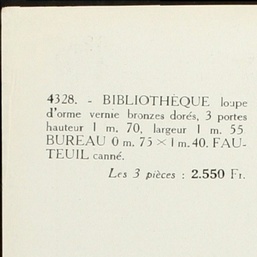 4328. - BIBLIOTHÈQUE loupe
d'orme vernie bronzes dorés, 3 portes
hauteur 1 m. 70, largeur 1 m. 55
BUREAU 0 m. 75 × 1 m. 40. FAU-
TEUIL canné.
Les 3 pièces : 2.550 Fr.